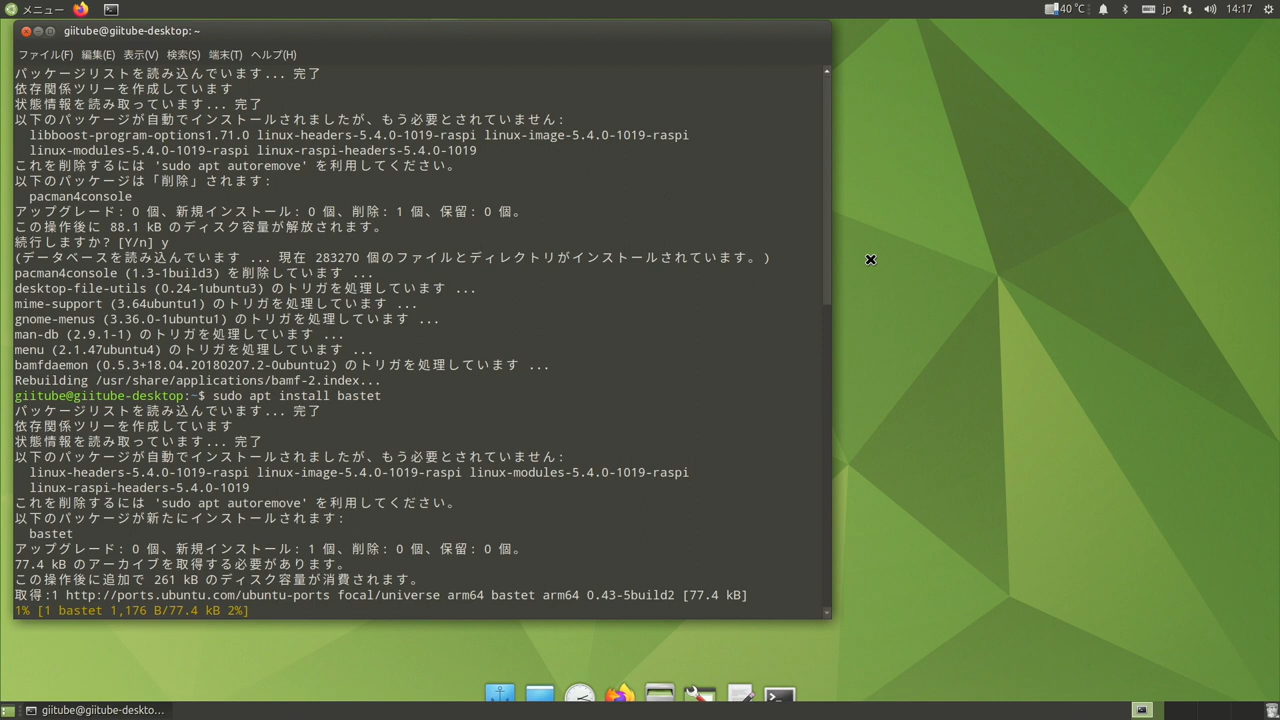 メニュー
40 °C
jp
14:17
giitube@giitube-desktop: ~
ファイル(F) 編集(E) 表示(V) 検索(S) 端末(T) ヘルプ(H)
パッケージリストを読み込んでいます... 完了
依存関係ツリーを作成しています
状態情報を読み取っています... 完了
以下のパッケージが自動でインストールされましたが、もう必要とされていません:
libboost-program-options1.71.0 linux-headers-5.4.0-1019-raspi linux-image-5.4.0-1019-raspi
linux-modules-5.4.0-1019-raspi linux-raspi-headers-5.4.0-1019
これを削除するには 'sudo apt autoremove' を利用してください。
以下のパッケージは「削除」されます:
pacman4console
アップグレード: 0 個、新規インストール: 0 個、削除: 1 個、保留: 0 個。
この操作後に 88.1 kB のディスク容量が解放されます。
続行しますか? [Y/n] y
(データベースを読み込んでいます ... 現在 283270 個のファイルとディレクトリがインストールされています。)
pacman4console (1.3-1build3) を削除しています ...
desktop-file-utils (0.24-1ubuntu3) のトリガを処理しています ...
mime-support (3.64ubuntu1) のトリガを処理しています ...
gnome-menus (3.36.0-1ubuntu1) のトリガを処理しています ...
man-db (2.9.1-1) のトリガを処理しています ...
menu (2.1.47ubuntu4) のトリガを処理しています ...
bamfdaemon (0.5.3+18.04.20180207.2-0ubuntu2) のトリガを処理しています ...
Rebuilding /usr/share/applications/bamf-2.index...
giitube@giitube-desktop:~$ sudo apt install bastet
パッケージリストを読み込んでいます... 完了
依存関係ツリーを作成しています
状態情報を読み取っています... 完了
以下のパッケージが自動でインストールされましたが、もう必要とされていません:
linux-headers-5.4.0-1019-raspi linux-image-5.4.0-1019-raspi linux-modules-5.4.0-1019-raspi
linux-raspi-headers-5.4.0-1019
これを削除するには 'sudo apt autoremove' を利用してください。
以下のパッケージが新たにインストールされます:
bastet
アップグレード: 0 個、新規インストール: 1 個、削除: 0 個、保留: 0 個。
77.4 kB のアーカイブを取得する必要があります。
この操作後に追加で 261 kB のディスク容量が消費されます。
取得:1 http://ports.ubuntu.com/ubuntu-ports focal/universe arm64 bastet arm64 0.43-5build2 [77.4 kB]
1% [1 bastet 1,176 B/77.4 kB 2%]
giitube@giitube-deskto...